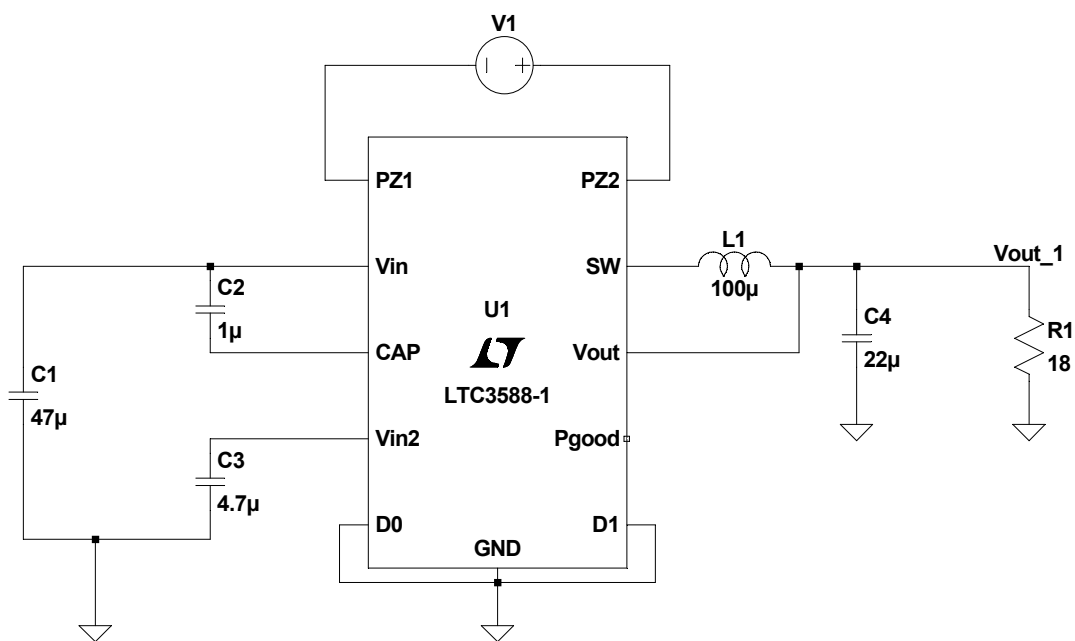 V1
PZ1
PZ2
Vin
SW
L1
100µ
Vout_1
C2
1µ
U1
C4
22µ
R1
18
CAP
Vout
C1
47µ
LTC3588-1
Vin2
Pgood
C3
4.7µ
D0
D1
GND